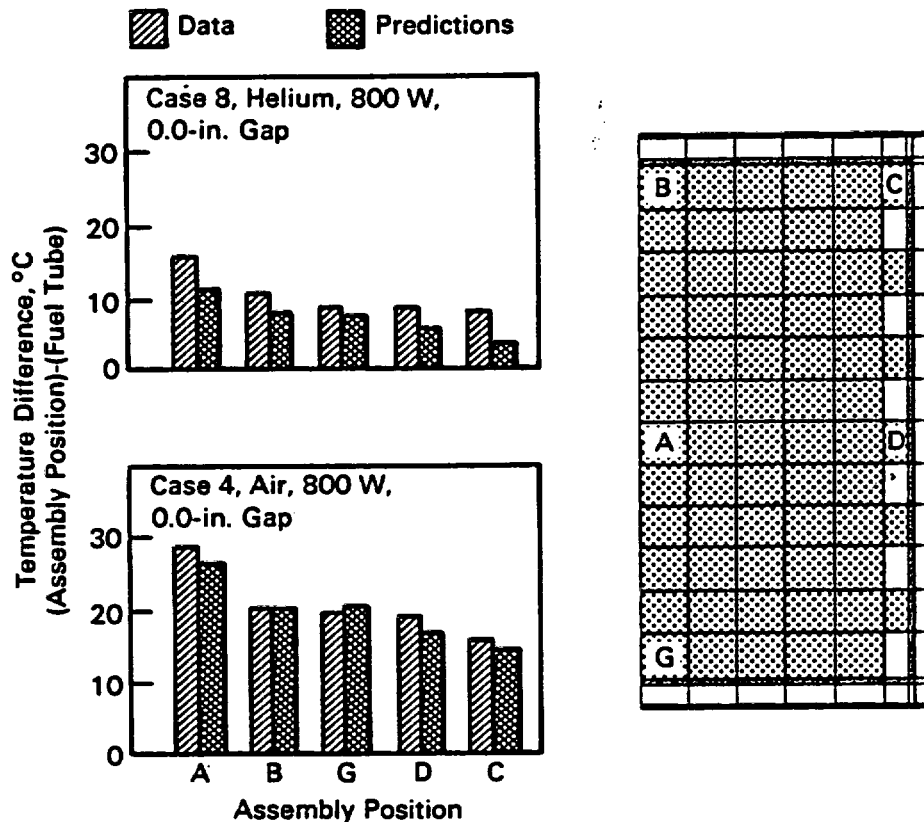 Data
Predictions
Temperature Difference, °C
(Assembly Position)-(Fuel Tube)
Case 8, Helium, 800 W,
0.0-in. Gap
30
20
10
0
Case 4, Air, 800 W,
0.0-in. Gap
30
20
10
0
A
B
G
D
C
Assembly Position
B
C
A
D
G